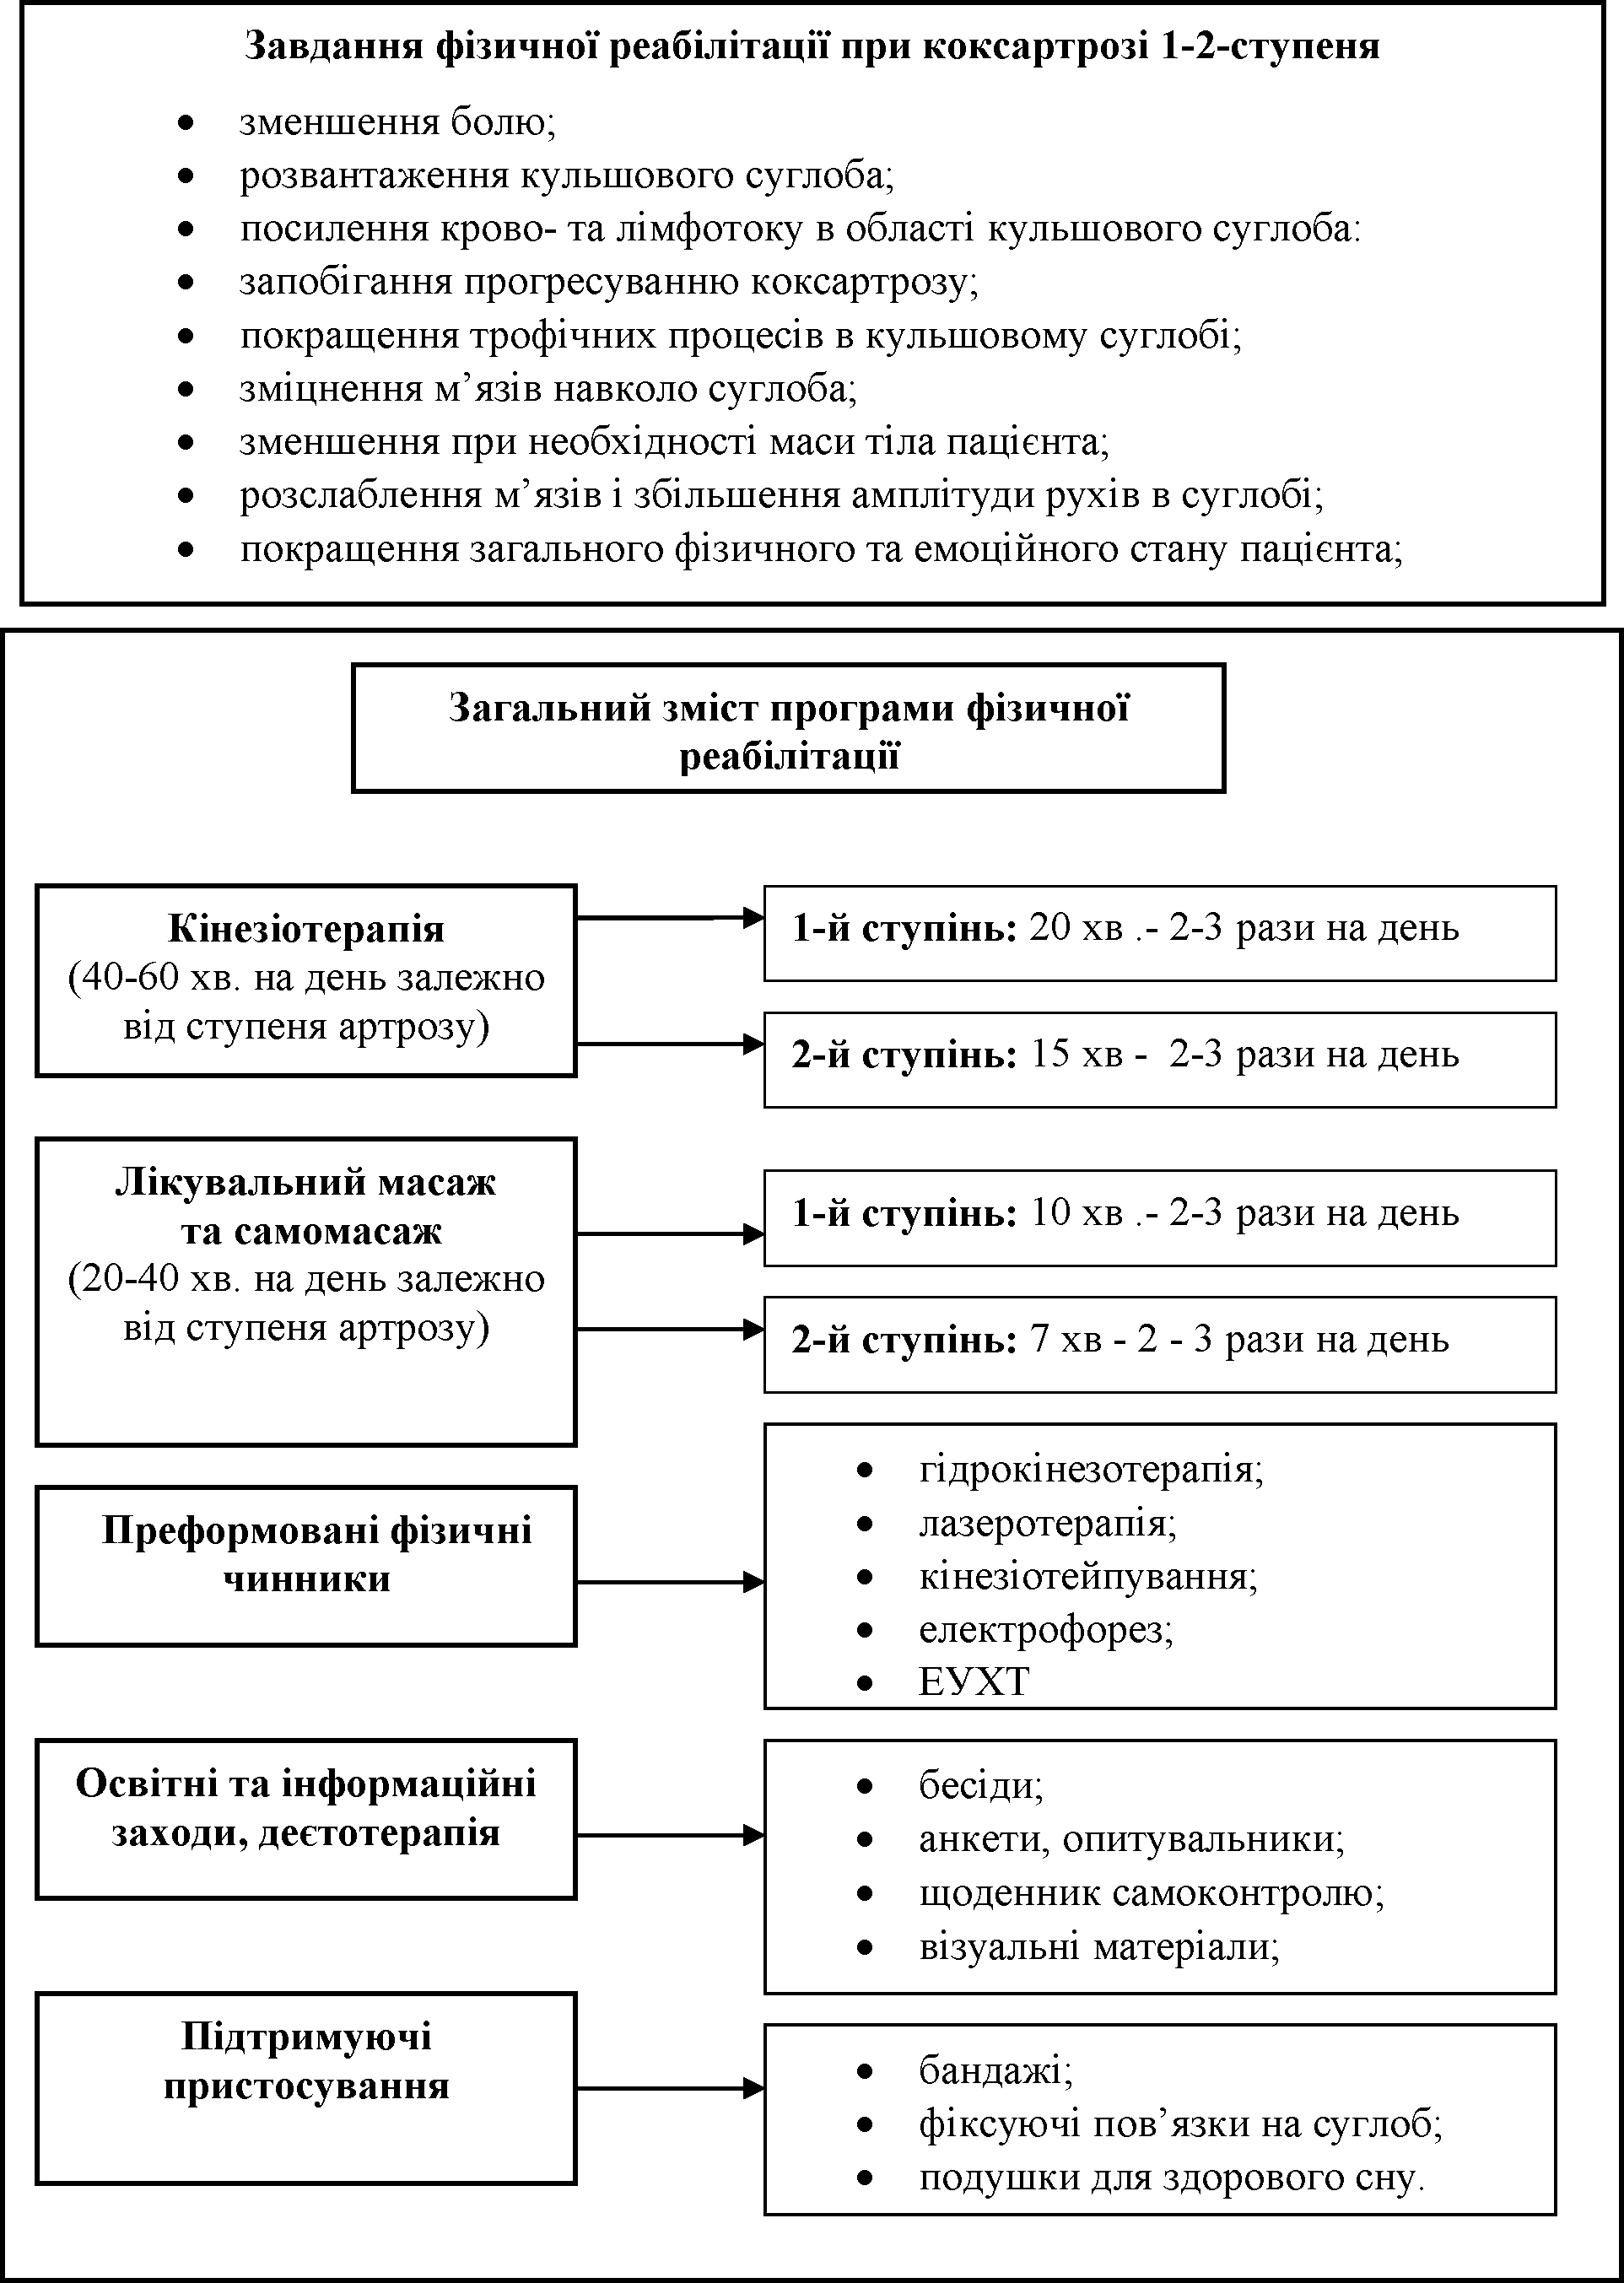 Завдання фізичної реабілітації при коксартрозі 1-2-ступеня
• зменшення болю;
• розвантаження кульшового суглоба;
• посилення крово- та лімфотоку в області кульшового суглоба:
• запобігання прогресуванню коксартрозу;
• покращення трофічних процесів в кульшовому суглобі;
• зміцнення м’язів навколо суглоба;
• зменшення при необхідності маси тіла пацієнта;
• розслаблення м’язів і збільшення амплітуди рухів в суглобі;
• покращення загального фізичного та емоційного стану пацієнта;
Загальний зміст програми фізичної
реабілітації
Кінезіотерапія
(40-60 хв. на день залежно
від ступеня артрозу)
1-й ступінь: 20 хв .- 2-3 рази на день
2-й ступінь: 15 хв - 2-3 рази на день
Лікувальний масаж
та самомасаж
(20-40 хв. на день залежно
від ступеня артрозу)
1-й ступінь: 10 хв .- 2-3 рази на день
2-й ступінь: 7 хв - 2 - 3 рази на день
Преформовані фізичні
чинники
• гідрокінезотерапія;
• лазеротерапія;
• кінезіотейпування;
• електрофорез;
• ЕУХТ
Освітні та інформаційні
заходи, деєтотерапія
• бесіди;
• анкети, опитувальники;
• щоденник самоконтролю;
• візуальні матеріали;
Підтримуючі
пристосування
• бандажі;
• фіксуючі пов’язки на суглоб;
• подушки для здорового сну.